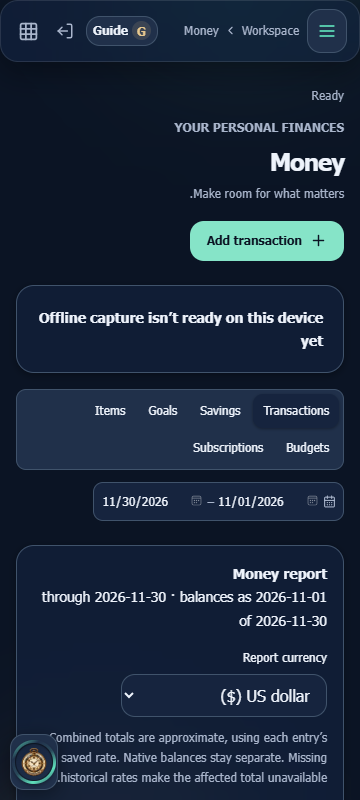 Workspace < Money
Guide G
Ready
YOUR PERSONAL FINANCES
Money
.Make room for what matters
Add transaction
Offline capture isn’t ready on this device
yet
Transactions Savings Goals Items
Budgets Subscriptions
11/01/2026 – 11/30/2026
Money report
through 2026-11-30 · balances as 2026-11-01
of 2026-11-30
Report currency
($) US dollar
Combined totals are approximate, using each entry’s
saved rate. Native balances stay separate. Missing
.historical rates make the affected total unavailable